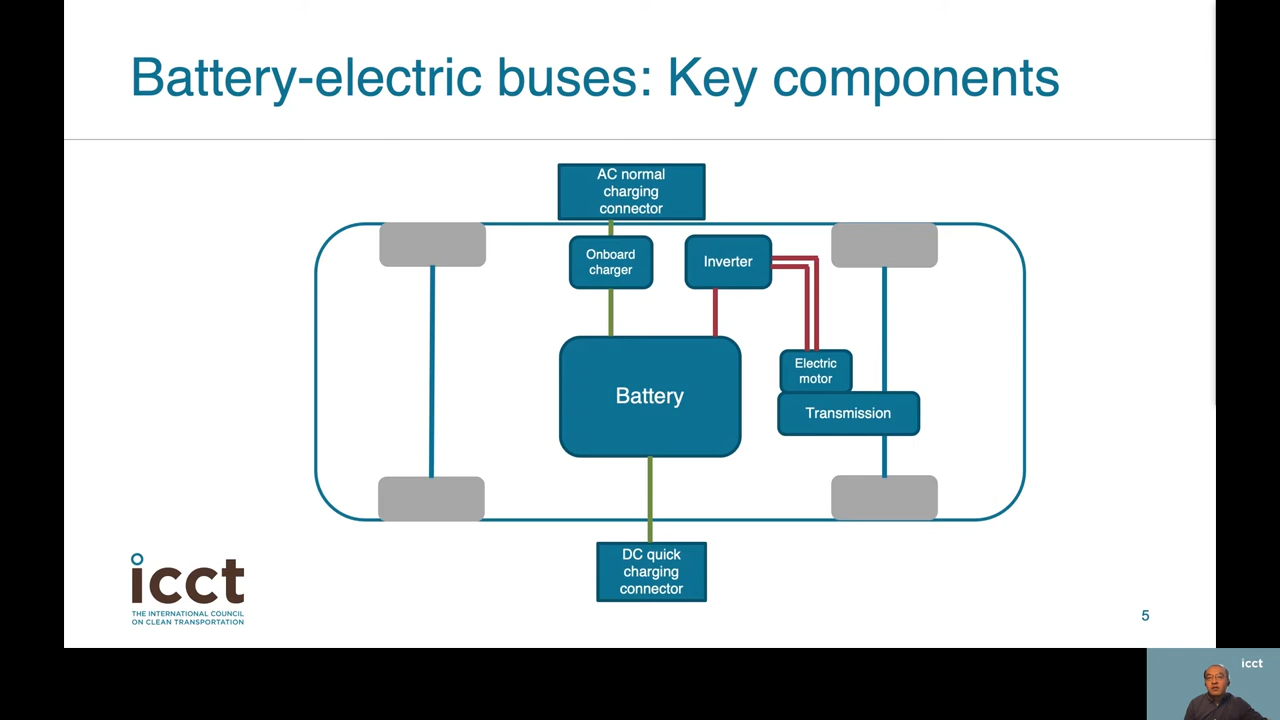 Battery-electric buses: Key components
AC normal
charging
connector
Onboard
charger
Inverter
Electric
motor
Battery
Transmission
DC quick
charging
connector
icct
THE INTERNATIONAL COUNCIL
ON CLEAN TRANSPORTATION
5
icct